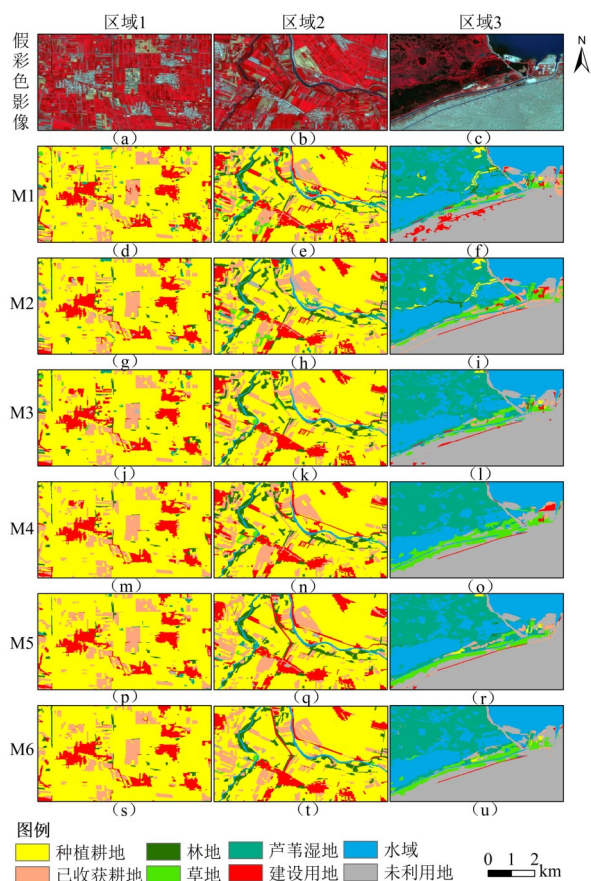 区域1 区域2 区域3
假彩色影像
N
(a) (b) (c)
M1
(d) (e) (f)
M2
(g) (h) (i)
M3
(j) (k) (l)
M4
(m) (n) (o)
M5
(p) (q) (r)
M6
(s) (t) (u)
图例
种植耕地 林地 芦苇湿地 水域
已收获耕地 草地 建设用地 未利用地
0 1 2 km